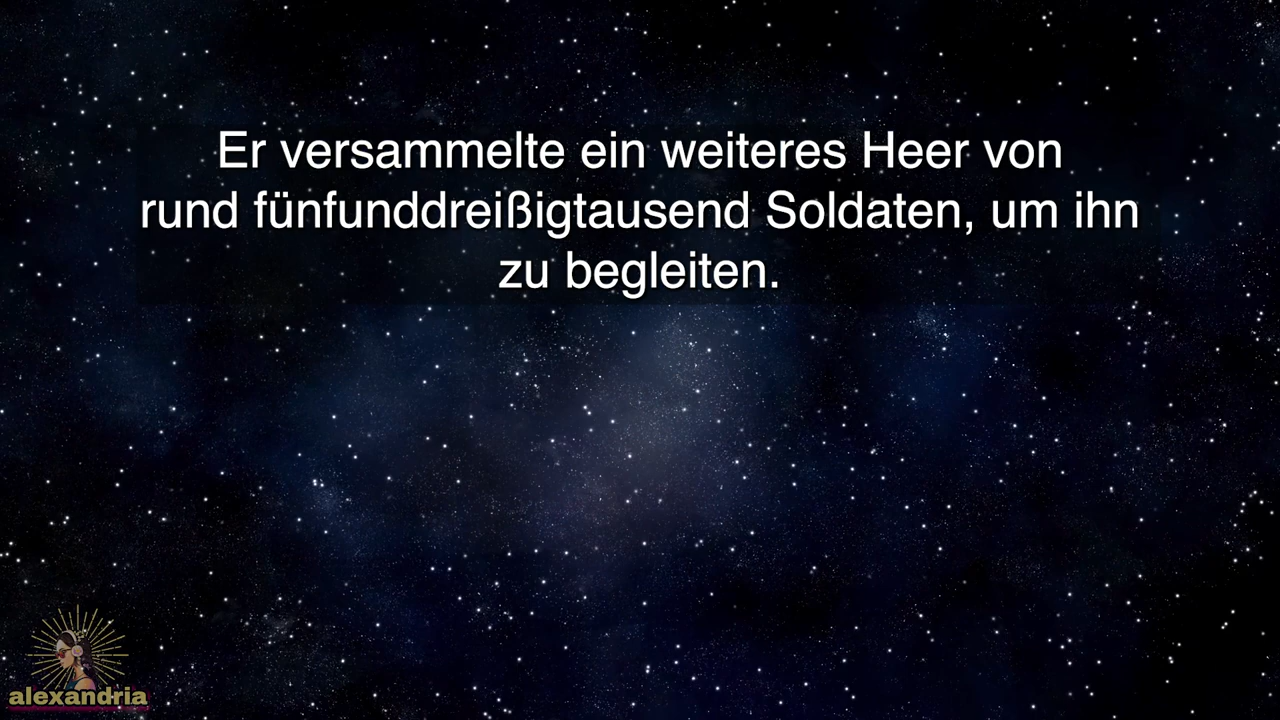 Er versammelte ein weiteres Heer von
rund fünfunddreißigtausend Soldaten, um ihn
zu begleiten.
alexandria